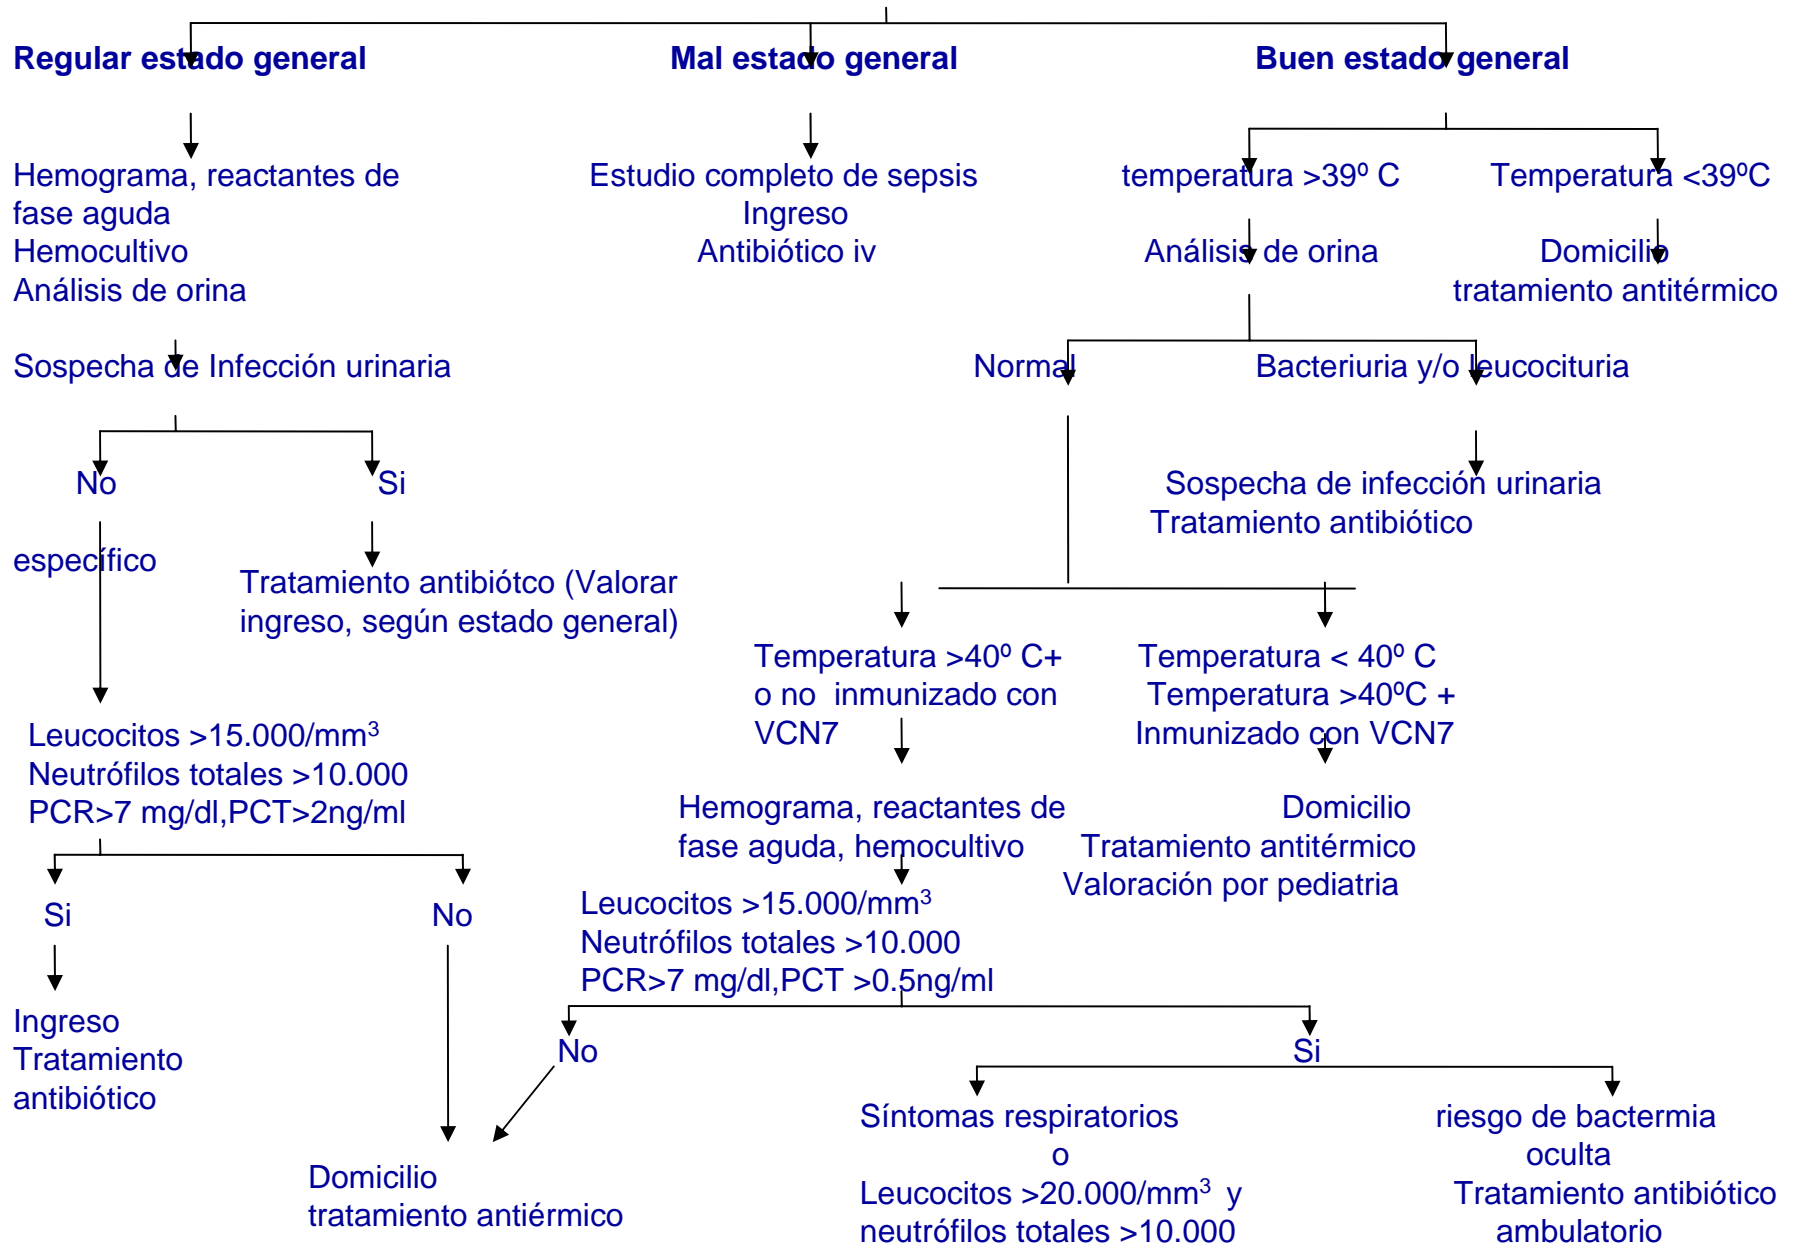 Regular estado general
Mal estado general
Buen estado general
Hemograma, reactantes de
fase aguda
Hemocultivo
Análisis de orina
Estudio completo de sepsis
Ingreso
Antibiótico iv
temperatura >39º C
Temperatura <39ºC
Análisis de orina
Domicilio
tratamiento antitérmico
Sospecha de Infección urinaria
Normal
Bacteriuria y/o leucocituria
No
Si
Sospecha de infección urinaria
Tratamiento antibiótico
específico
Tratamiento antibiótco (Valorar
ingreso, según estado general)
Temperatura >40º C+
o no inmunizado con
VCN7
Temperatura < 40º C
Temperatura >40ºC +
Inmunizado con VCN7
Leucocitos >15.000/mm³
Neutrófilos totales >10.000
PCR>7 mg/dl,PCT>2ng/ml
Hemograma, reactantes de
fase aguda, hemocultivo
Domicilio
Tratamiento antitérmico
Valoración por pediatria
Si
No
Leucocitos >15.000/mm³
Neutrófilos totales >10.000
PCR>7 mg/dl,PCT >0.5ng/ml
Ingreso
Tratamiento
antibiótico
No
Si
Domicilio
tratamiento antiérmico
Síntomas respiratorios
o
Leucocitos >20.000/mm³ y
neutrófilos totales >10.000
riesgo de bactermia
oculta
Tratamiento antibiótico
ambulatorio